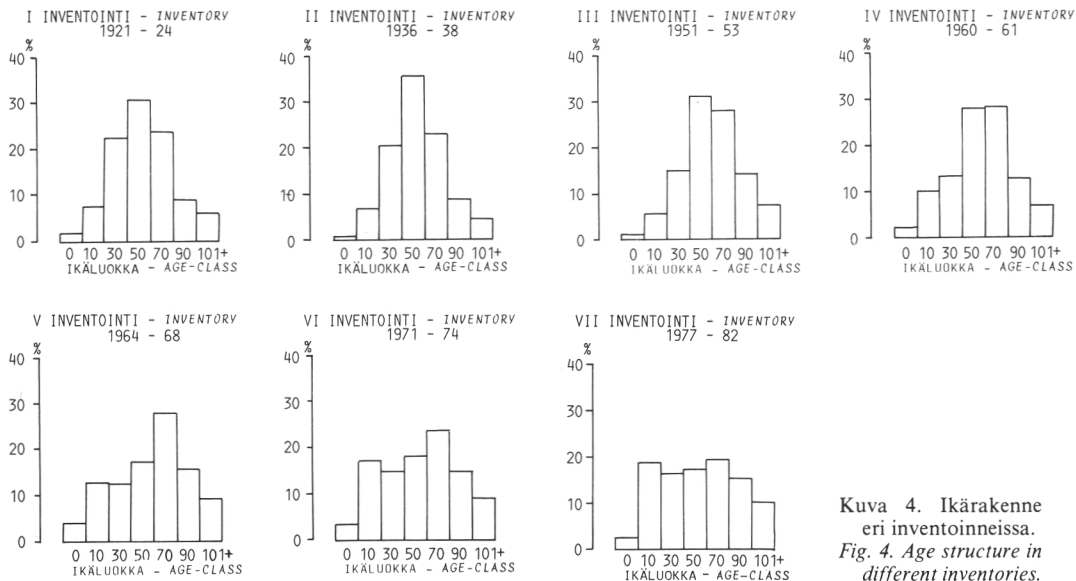 I INVENTOINTI - INVENTORY
1921 - 24
%
40
30
20
10
0
0 10 30 50 70 90 101+
IKÄLUOKKA - AGE-CLASS
II INVENTOINTI - INVENTORY
1936 - 38
%
40
30
20
10
0
0 10 30 50 70 90 101+
IKÄLUOKKA - AGE-CLASS
III INVENTOINTI - INVENTORY
1951 - 53
%
40
30
20
10
0
0 10 30 50 70 90 101+
IKÄLUOKKA - AGE-CLASS
IV INVENTOINTI - INVENTORY
1960 - 61
%
40
30
20
10
0
0 10 30 50 70 90 101+
IKÄLUOKKA - AGE-CLASS
V INVENTOINTI - INVENTORY
1964 - 68
%
40
30
20
10
0
0 10 30 50 70 90 101+
IKÄLUOKKA - AGE-CLASS
VI INVENTOINTI - INVENTORY
1971 - 74
%
40
30
20
10
0
0 10 30 50 70 90 101+
IKÄLUOKKA - AGE-CLASS
VII INVENTOINTI - INVENTORY
1977 - 82
%
40
30
20
10
0
0 10 30 50 70 90 101+
IKÄLUOKKA - AGE-CLASS
Kuva 4. Ikärakenne
eri inventoinneissa.
Fig. 4. Age structure in
different inventories.